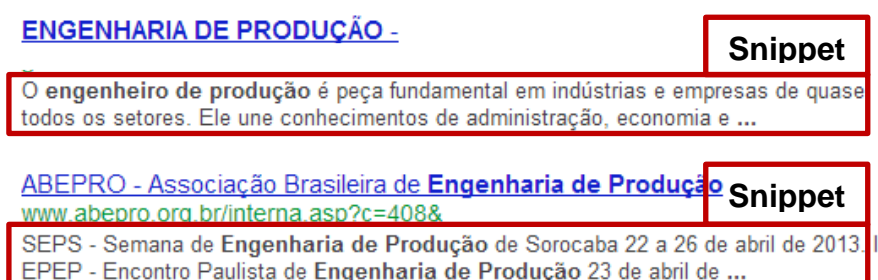 ENGENHARIA DE PRODUÇÃO -
Snippet
O engenheiro de produção é peça fundamental em indústrias e empresas de quase
todos os setores. Ele une conhecimentos de administração, economia e ...
ABEPRO - Associação Brasileira de Engenharia de Produção
Snippet
www.abepro.org.br/interna.asp?c=408&
SEPS - Semana de Engenharia de Produção de Sorocaba 22 a 26 de abril de 2013.
EPEP - Encontro Paulista de Engenharia de Produção 23 de abril de ...